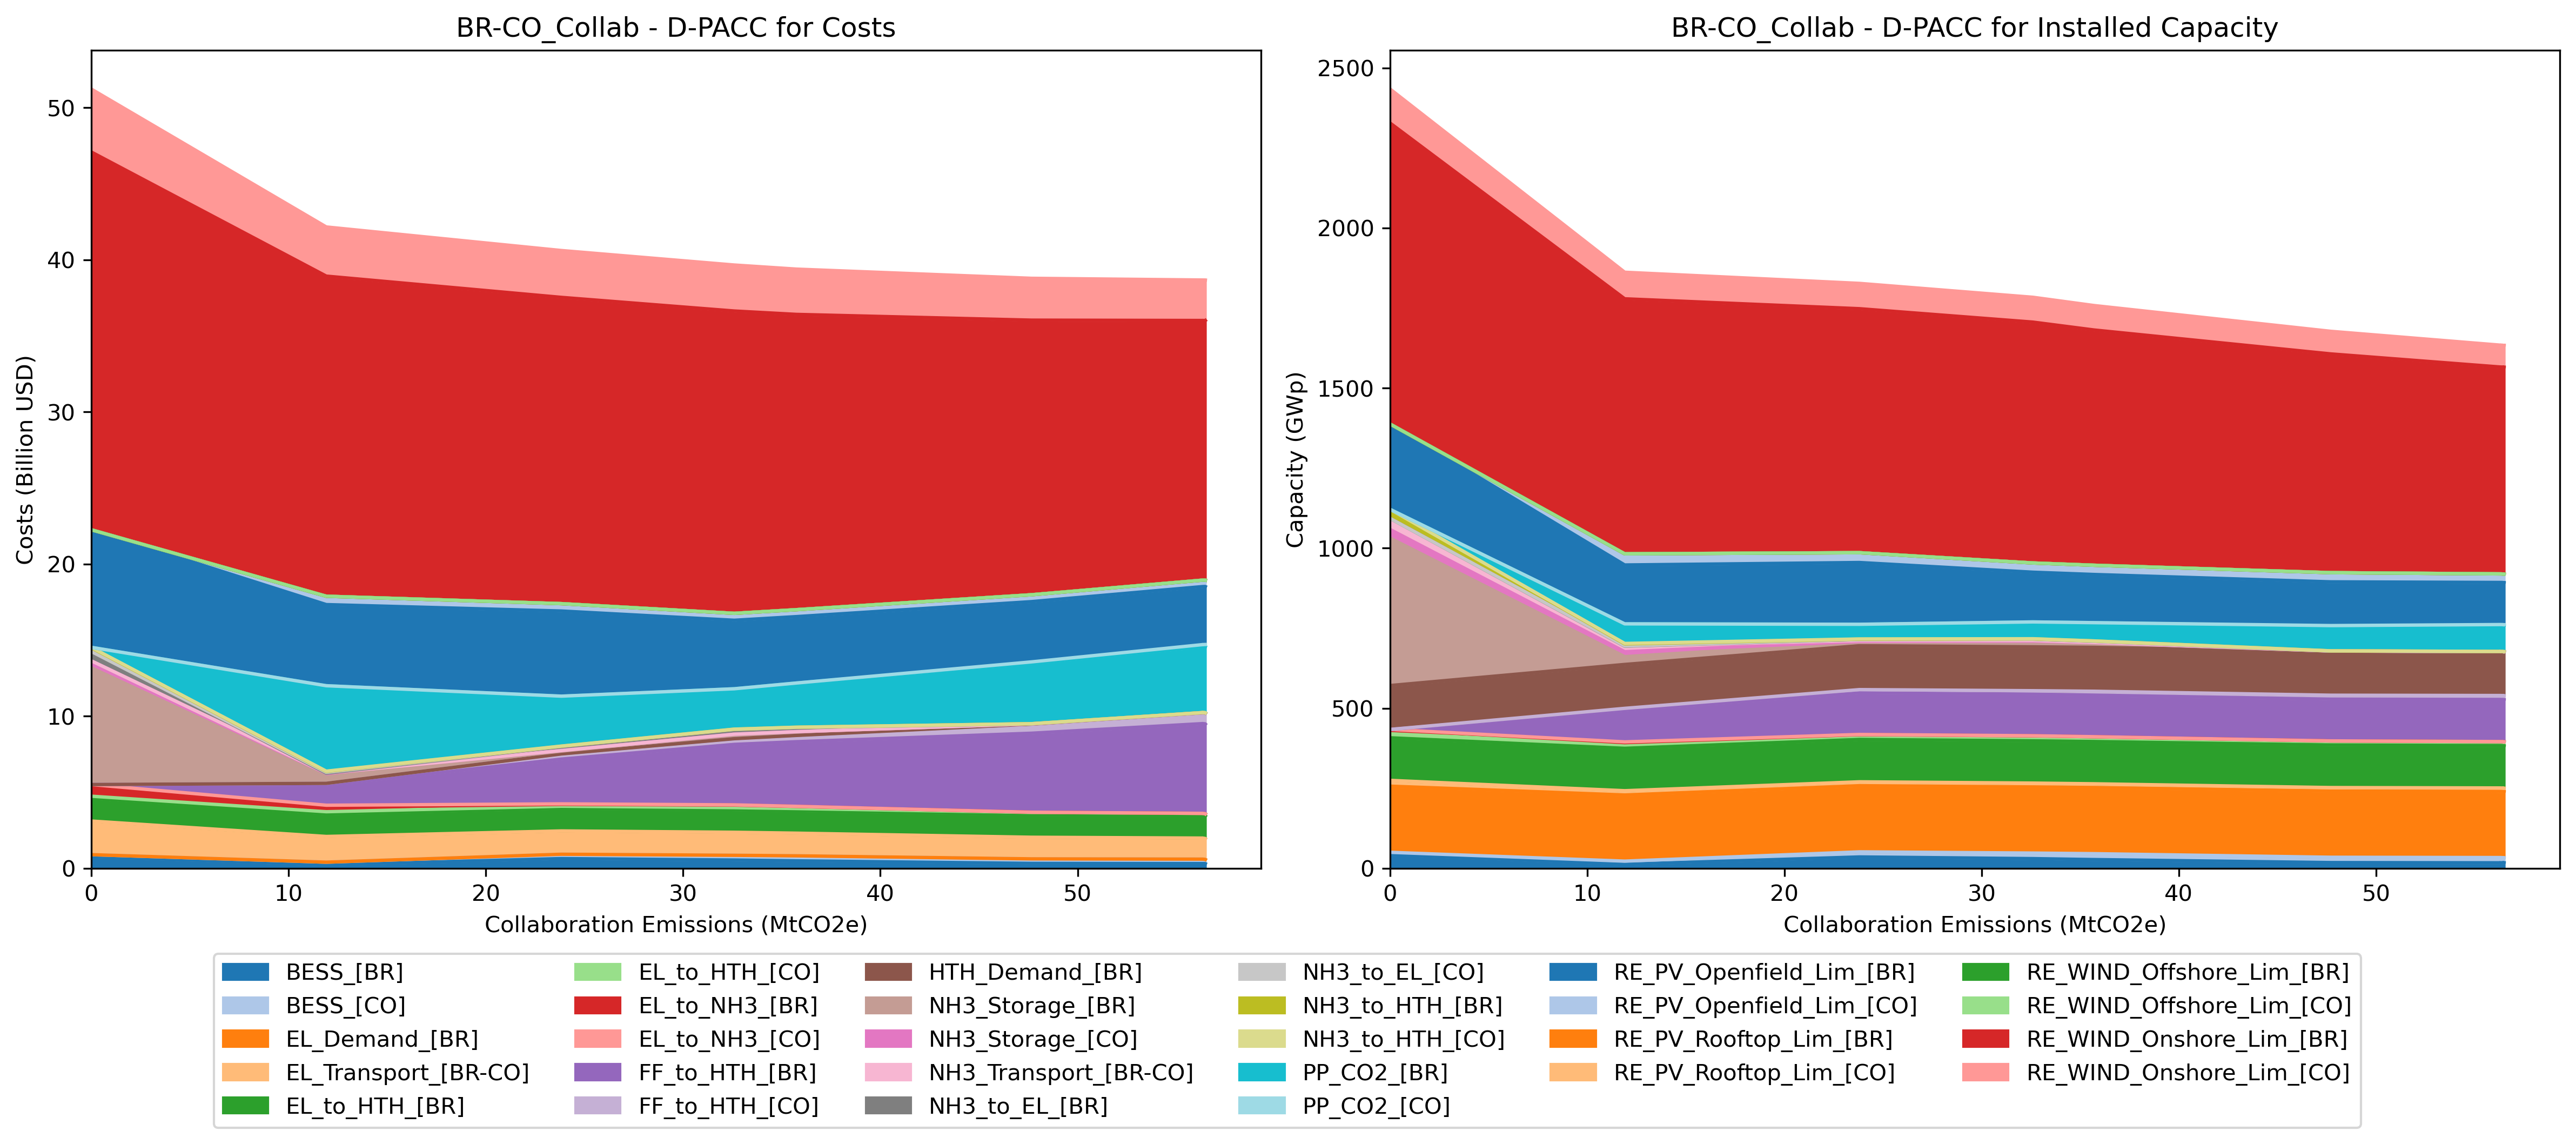 BR-CO_Collab - D-PACC for Costs
Costs (Billion USD)
50
40
30
20
10
0
0 10 20 30 40 50
Collaboration Emissions (MtCO2e)
BR-CO_Collab - D-PACC for Installed Capacity
Capacity (GWp)
2500
2000
1500
1000
500
0
0 10 20 30 40 50
Collaboration Emissions (MtCO2e)
BESS_[BR]
BESS_[CO]
EL_Demand_[BR]
EL_Transport_[BR-CO]
EL_to_HTH_[BR]
EL_to_HTH_[CO]
EL_to_NH3_[BR]
EL_to_NH3_[CO]
FF_to_HTH_[BR]
FF_to_HTH_[CO]
HTH_Demand_[BR]
NH3_Storage_[BR]
NH3_Storage_[CO]
NH3_Transport_[BR-CO]
NH3_to_EL_[BR]
NH3_to_EL_[CO]
NH3_to_HTH_[BR]
NH3_to_HTH_[CO]
PP_CO2_[BR]
PP_CO2_[CO]
RE_PV_Openfield_Lim_[BR]
RE_PV_Openfield_Lim_[CO]
RE_PV_Rooftop_Lim_[BR]
RE_PV_Rooftop_Lim_[CO]
RE_WIND_Offshore_Lim_[BR]
RE_WIND_Offshore_Lim_[CO]
RE_WIND_Onshore_Lim_[BR]
RE_WIND_Onshore_Lim_[CO]